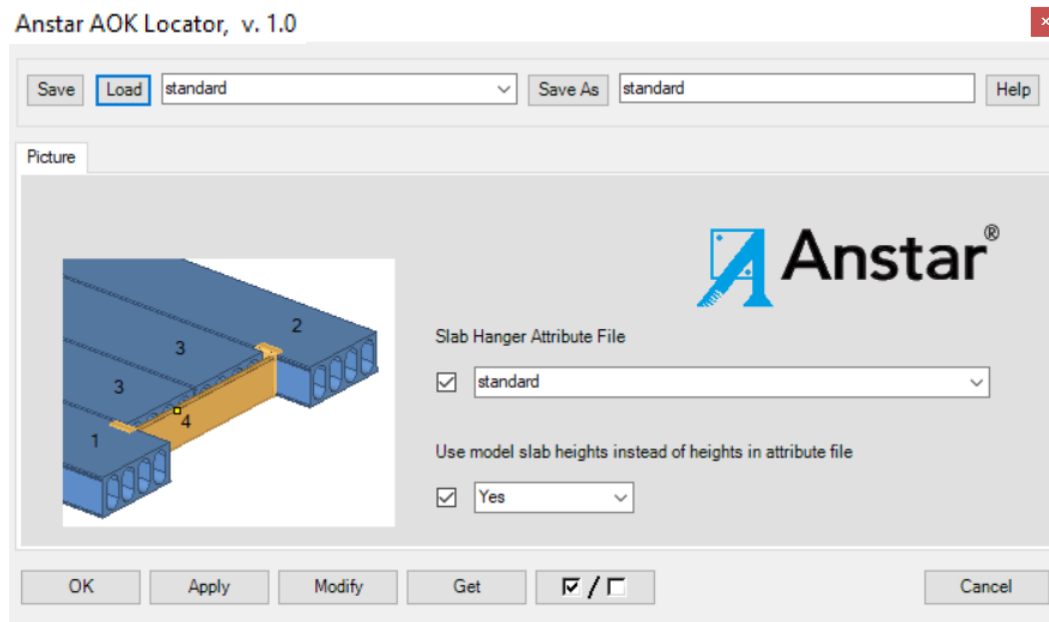 Anstar AOK Locator, v. 1.0
Save Load standard Save As standard Help
Picture
Anstar®
2
3
3
4
1
Slab Hanger Attribute File
standard
Use model slab heights instead of heights in attribute file
Yes
OK Apply Modify Get / Cancel